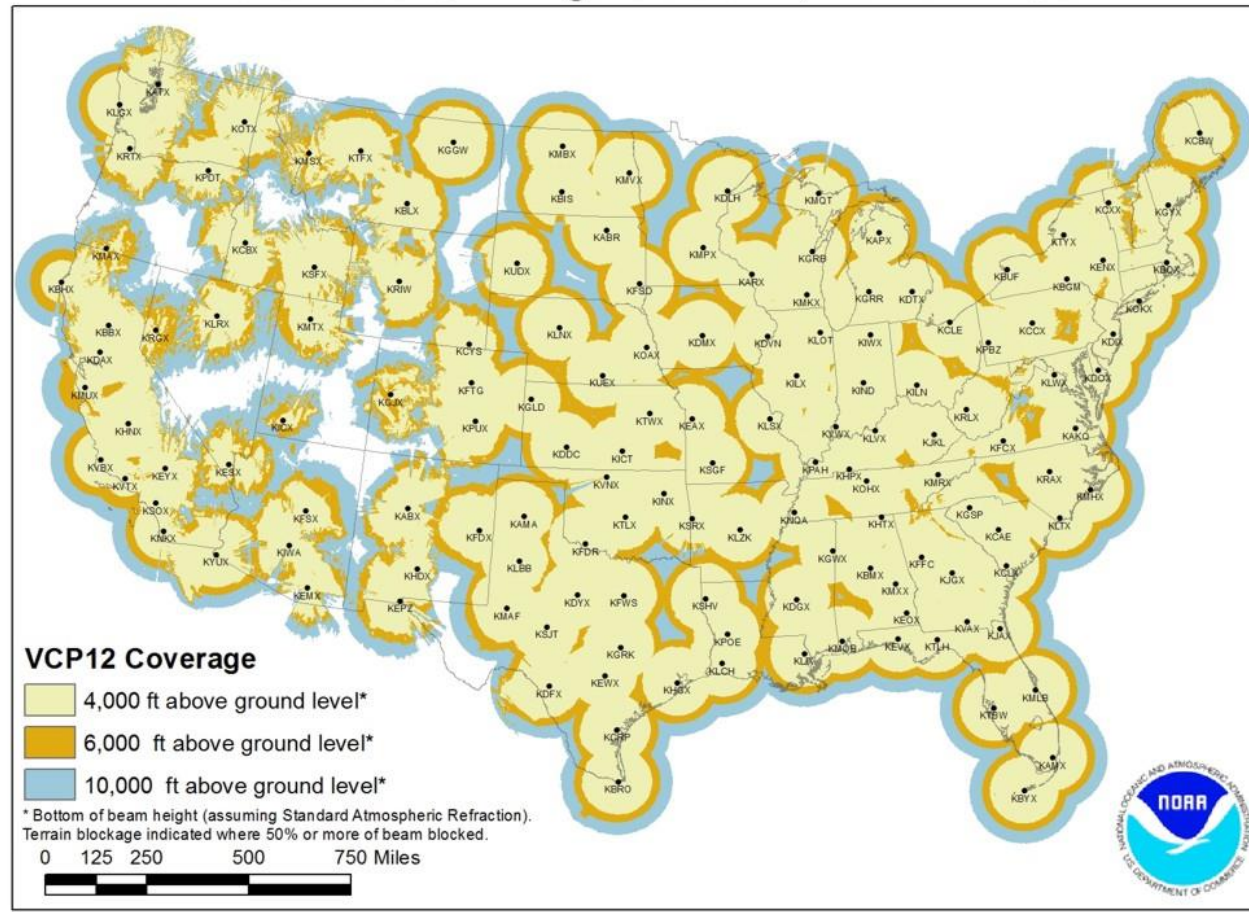 KATX
KLGX
KOTX
KRTX
KPDT
KMSX
KTFX
KGGW
KMBX
KMVX
KBIS
KDLH
KMQT
KCBW
KBLX
KABR
KMPX
KAPX
KCXX
KGYX
KMAX
KCBX
KSFX
KUDX
KFSD
KARX
KGRB
KTYX
KBUF
KENX
KBOX
KBHX
KRIW
KMKX
KGRR
KDTX
KBGM
KOKX
KBBX
KRGX
KLRX
KMTX
KLNX
KDMX
KDVN
KLOT
KIWX
KCLE
KPBZ
KCCX
KDIX
KDAX
KCYS
KOAX
KMUX
KGJX
KFTG
KUEX
KILX
KIND
KILN
KLWX
KDOX
KHNX
KICX
KPUX
KGLD
KTWX
KEAX
KLSX
KVWX
KLVX
KJKL
KRLX
KFCX
KAKQ
KVBX
KVTX
KEYX
KESX
KDDC
KICT
KSGF
KPAH
KHPX
KOHX
KMRX
KRAX
KMHX
KSOX
KNKX
KYUX
KFSX
KABX
KVNX
KINX
KIWA
KEMX
KHDX
KEPZ
KFDX
KAMA
KTLX
KSRX
KLZK
KNQA
KHTX
KGSP
KCAE
KLTX
KLBB
KFDR
KGWX
KBMX
KFFC
KJGX
KCLX
KMAF
KDYX
KFWS
KSHV
KDGX
KMXX
KEOX
KVAX
KJAX
KSJT
KGRK
KPOE
KLCH
KLIX
KMOB
KEVX
KTLH
KDFX
KEWX
KHGX
KMLB
KTBW
KCRP
KBRO
KAMX
KBYX
VCP12 Coverage
4,000 ft above ground level*
6,000 ft above ground level*
10,000 ft above ground level*
* Bottom of beam height (assuming Standard Atmospheric Refraction).
Terrain blockage indicated where 50% or more of beam blocked.
0 125 250 500 750 Miles
NATIONAL OCEANIC AND ATMOSPHERIC ADMINISTRATION
NOAA
U.S. DEPARTMENT OF COMMERCE